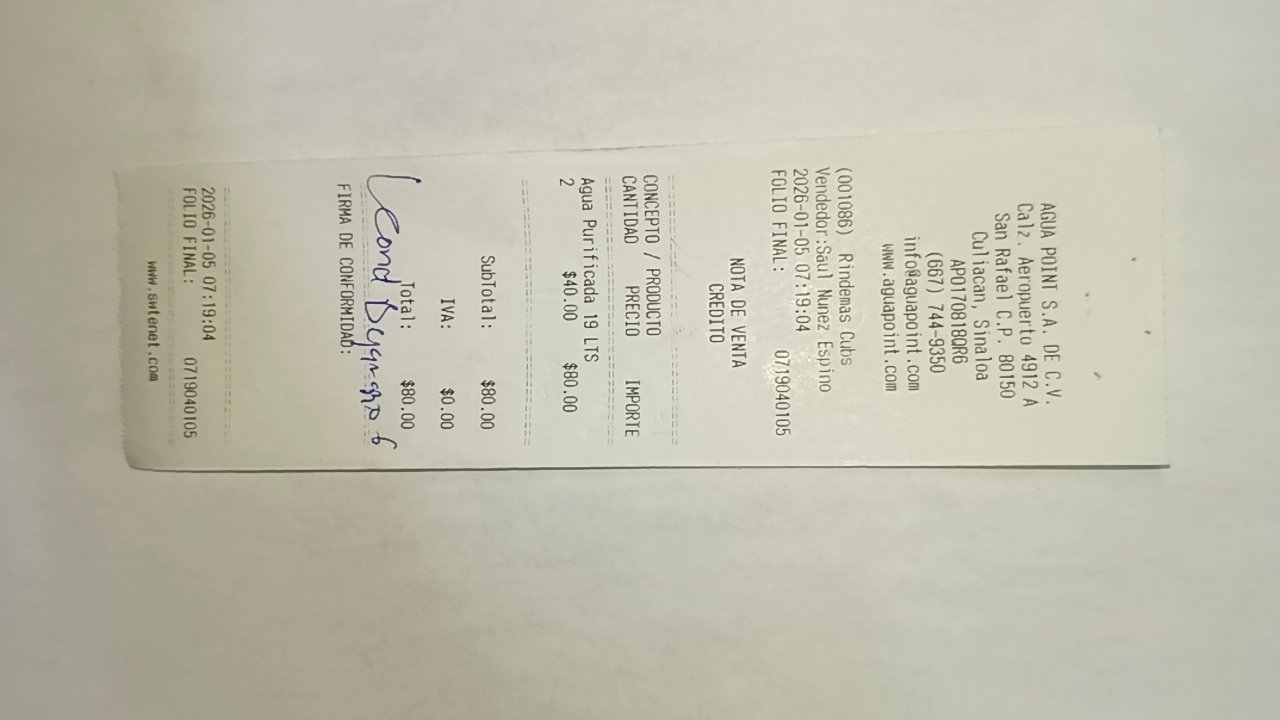 AGUA POINT S.A. DE C.V.
Calz. Aeropuerto 4912 A
San Rafael C.P. 80150
Culiacan, Sinaloa
APO170818QR6
(667) 744-9350
info@aguapoint.com
www.aguapoint.com
(001086) Rindemas Cubs
Vendedor:Saul Nunez Espino
2026-01-05 07:19:04
FOLIO FINAL: 0719040105
NOTA DE VENTA
CREDITO
CONCEPTO / PRODUCTO
CANTIDAD PRECIO IMPORTE
Agua Purificada 19 LTS
2 $40.00 $80.00
SubTotal: $80.00
IVA: $0.00
Total: $80.00
FIRMA DE CONFORMIDAD:
2026-01-05 07:19:04
FOLIO FINAL: 0719040105
www.swtenet.com